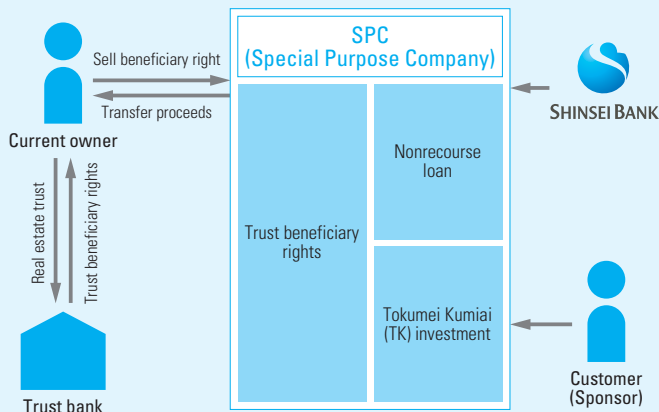 SPC
(Special Purpose Company)
Sell beneficiary right
Transfer proceeds
Current owner
Real estate trust
Trust beneficiary rights
Trust bank
Trust beneficiary
rights
Nonrecourse
loan
Tokumei Kumiai
(TK) investment
SHINSEI BANK
Customer
(Sponsor)